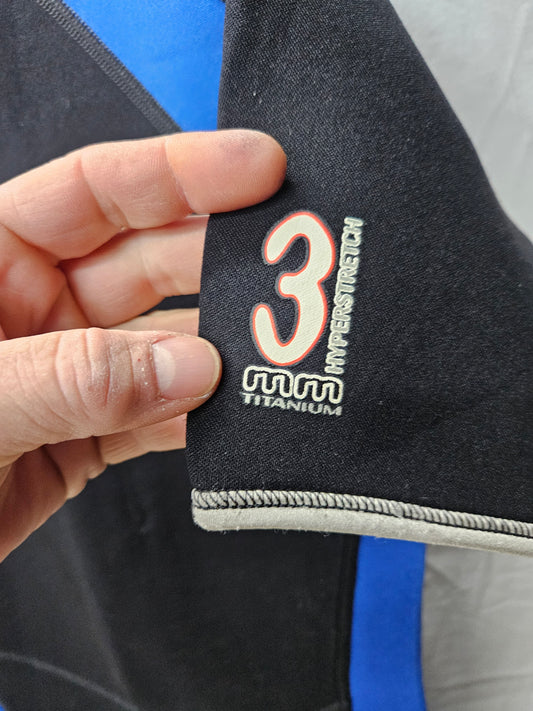 3
HYPERSTRETCH
mm
TITANIUM